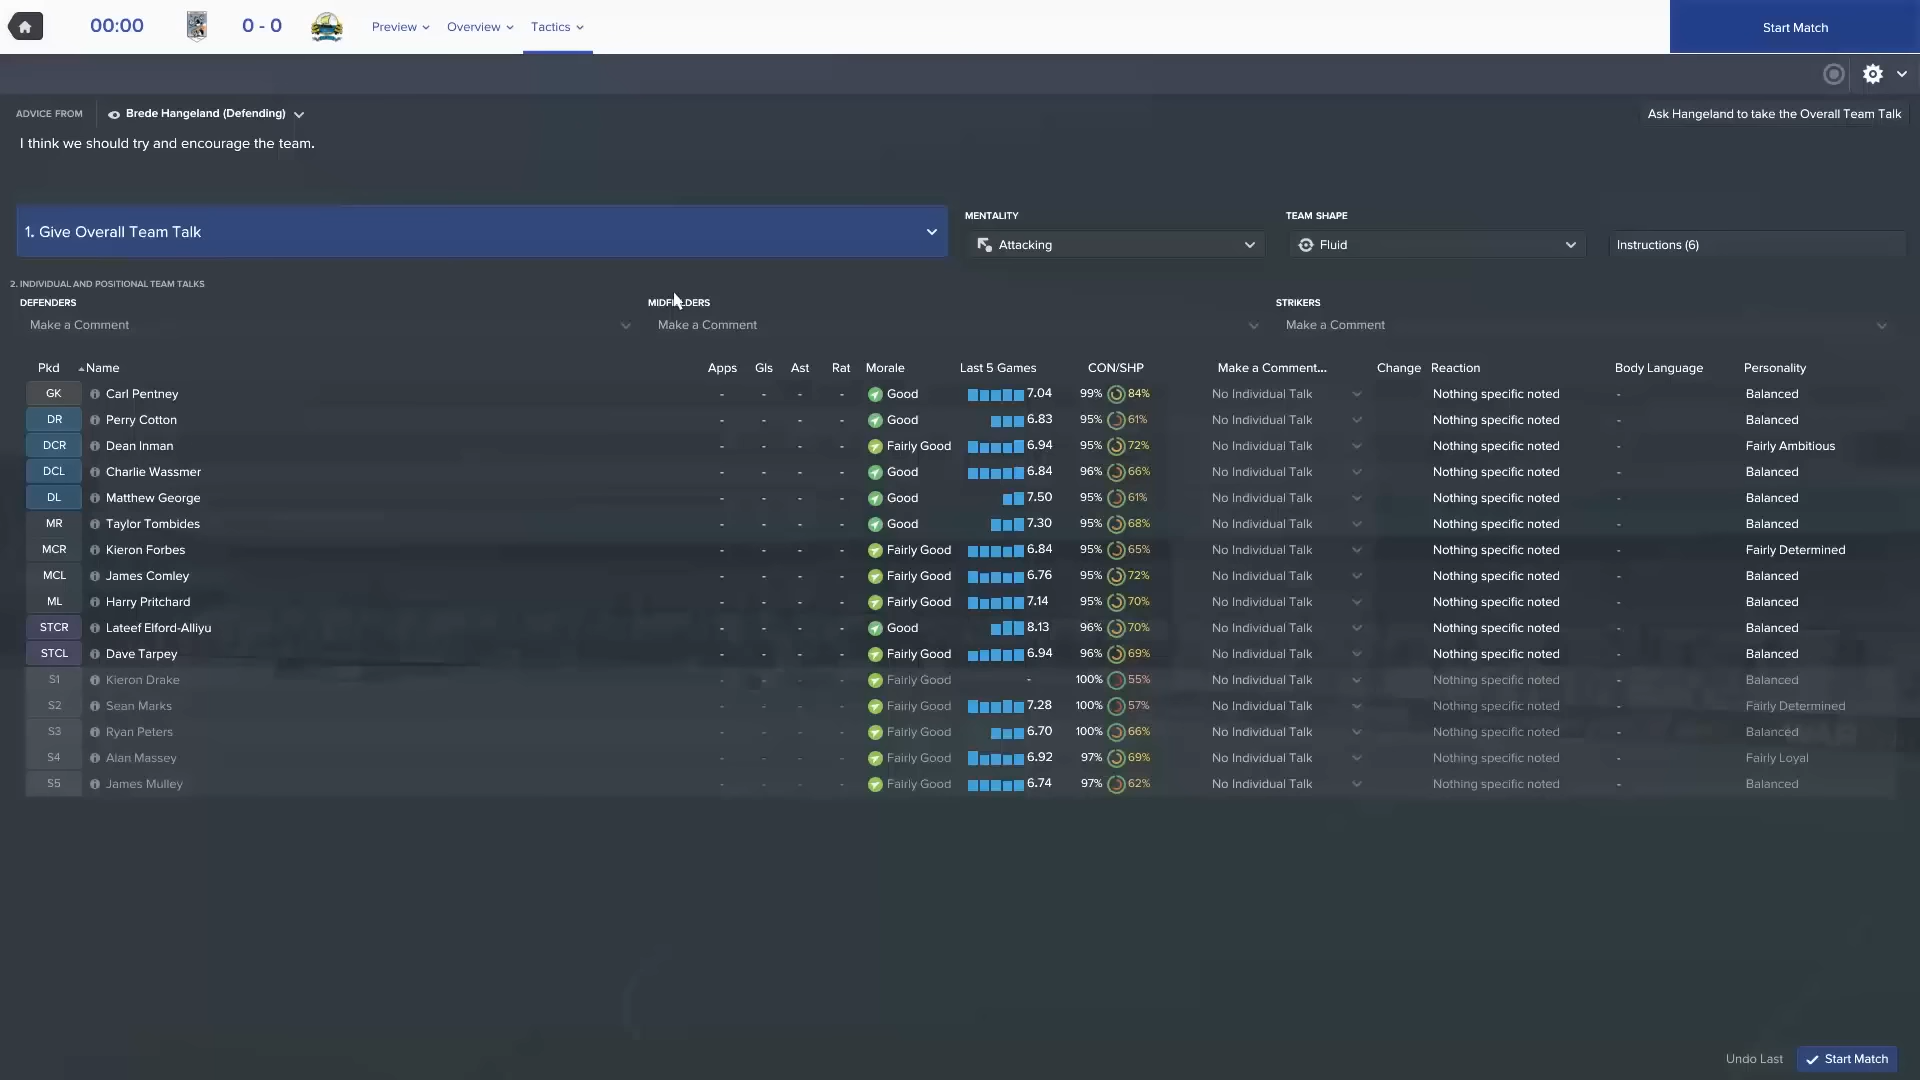 00:00 0 - 0 Preview Overview Tactics Start Match
ADVICE FROM Brede Hangeland (Defending) Ask Hangeland to take the Overall Team Talk
I think we should try and encourage the team.
MENTALITY TEAM SHAPE
1. Give Overall Team Talk Attacking Fluid Instructions (6)
2. INDIVIDUAL AND POSITIONAL TEAM TALKS
DEFENDERS MIDFIELDERS STRIKERS
Make a Comment Make a Comment Make a Comment
Pkd Name Apps Gls Ast Rat Morale Last 5 Games CON/SHP Make a Comment... Change Reaction Body Language Personality
GK Carl Pentney - - - - Good 7.04 99% 84% No Individual Talk Nothing specific noted - Balanced
DR Perry Cotton - - - - Good 6.83 95% 61% No Individual Talk Nothing specific noted - Balanced
DCR Dean Inman - - - - Fairly Good 6.94 95% 72% No Individual Talk Nothing specific noted - Fairly Ambitious
DCL Charlie Wassmer - - - - Good 6.84 96% 66% No Individual Talk Nothing specific noted - Balanced
DL Matthew George - - - - Good 7.50 95% 61% No Individual Talk Nothing specific noted - Balanced
MR Taylor Tombides - - - - Good 7.30 95% 68% No Individual Talk Nothing specific noted - Balanced
MCR Kieron Forbes - - - - Fairly Good 6.84 95% 65% No Individual Talk Nothing specific noted - Fairly Determined
MCL James Comley - - - - Fairly Good 6.76 95% 72% No Individual Talk Nothing specific noted - Balanced
ML Harry Pritchard - - - - Fairly Good 7.14 95% 70% No Individual Talk Nothing specific noted - Balanced
STCR Lateef Elford-Alliyu - - - - Good 8.13 96% 70% No Individual Talk Nothing specific noted - Balanced
STCL Dave Tarpey - - - - Fairly Good 6.94 96% 69% No Individual Talk Nothing specific noted - Balanced
S1 Kieron Drake - - - - Fairly Good - 100% 55% No Individual Talk Nothing specific noted - Balanced
S2 Sean Marks - - - - Fairly Good 7.28 100% 57% No Individual Talk Nothing specific noted - Fairly Determined
S3 Ryan Peters - - - - Fairly Good 6.70 100% 66% No Individual Talk Nothing specific noted - Balanced
S4 Alan Massey - - - - Fairly Good 6.92 97% 69% No Individual Talk Nothing specific noted - Fairly Loyal
S5 James Mulley - - - - Fairly Good 6.74 97% 62% No Individual Talk Nothing specific noted - Balanced
Undo Last Start Match